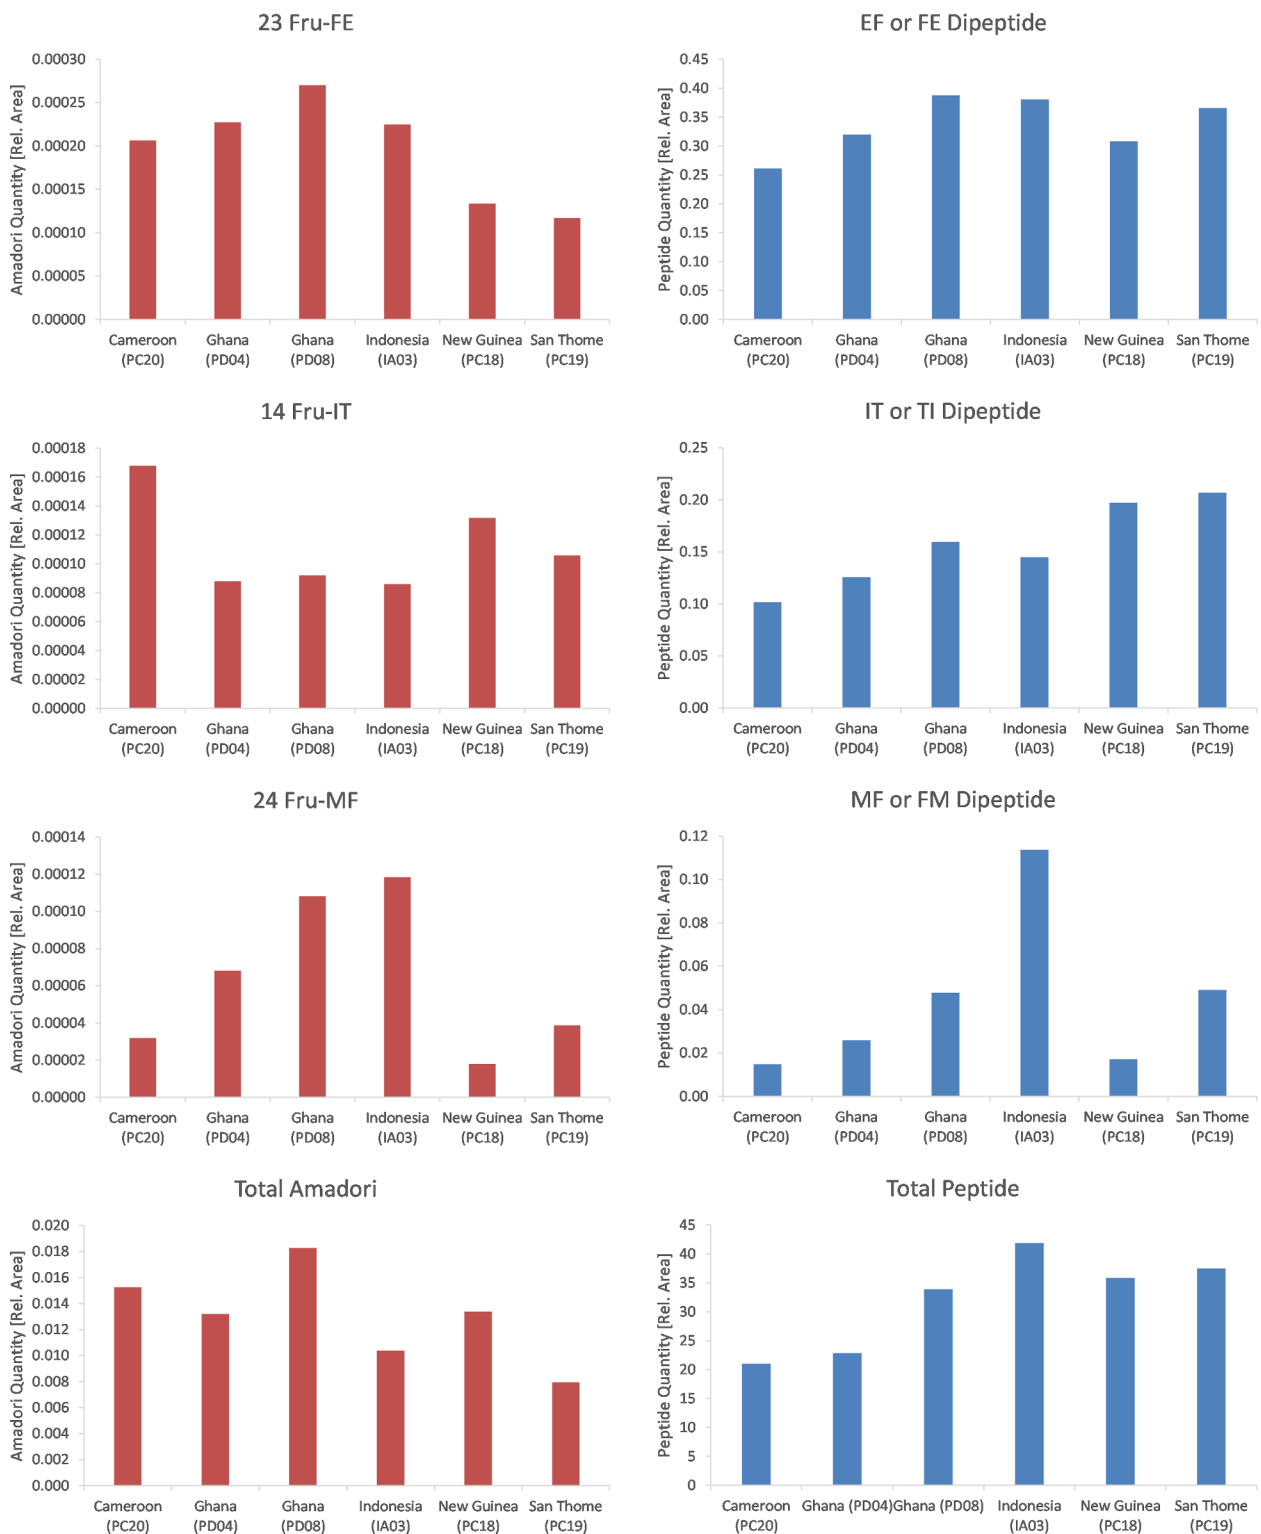 23 Fru-FE
Amadori Quantity [Rel. Area]
0.00030
0.00025
0.00020
0.00015
0.00010
0.00005
0.00000
Cameroon (PC20)
Ghana (PD04)
Ghana (PD08)
Indonesia (IA03)
New Guinea (PC18)
San Thome (PC19)
EF or FE Dipeptide
Peptide Quantity [Rel. Area]
0.45
0.40
0.35
0.30
0.25
0.20
0.15
0.10
0.05
0.00
Cameroon (PC20)
Ghana (PD04)
Ghana (PD08)
Indonesia (IA03)
New Guinea (PC18)
San Thome (PC19)
14 Fru-IT
Amadori Quantity [Rel. Area]
0.00018
0.00016
0.00014
0.00012
0.00010
0.00008
0.00006
0.00004
0.00002
0.00000
Cameroon (PC20)
Ghana (PD04)
Ghana (PD08)
Indonesia (IA03)
New Guinea (PC18)
San Thome (PC19)
IT or TI Dipeptide
Peptide Quantity [Rel. Area]
0.25
0.20
0.15
0.10
0.05
0.00
Cameroon (PC20)
Ghana (PD04)
Ghana (PD08)
Indonesia (IA03)
New Guinea (PC18)
San Thome (PC19)
24 Fru-MF
Amadori Quantity [Rel. Area]
0.00014
0.00012
0.00010
0.00008
0.00006
0.00004
0.00002
0.00000
Cameroon (PC20)
Ghana (PD04)
Ghana (PD08)
Indonesia (IA03)
New Guinea (PC18)
San Thome (PC19)
MF or FM Dipeptide
Peptide Quantity [Rel. Area]
0.12
0.10
0.08
0.06
0.04
0.02
0.00
Cameroon (PC20)
Ghana (PD04)
Ghana (PD08)
Indonesia (IA03)
New Guinea (PC18)
San Thome (PC19)
Total Amadori
Amadori Quantity [Rel. Area]
0.020
0.018
0.016
0.014
0.012
0.010
0.008
0.006
0.004
0.002
0.000
Cameroon (PC20)
Ghana (PD04)
Ghana (PD08)
Indonesia (IA03)
New Guinea (PC18)
San Thome (PC19)
Total Peptide
Peptide Quantity [Rel. Area]
45
40
35
30
25
20
15
10
5
0
Cameroon (PC20)
Ghana (PD04)
Ghana (PD08)
Indonesia (IA03)
New Guinea (PC18)
San Thome (PC19)